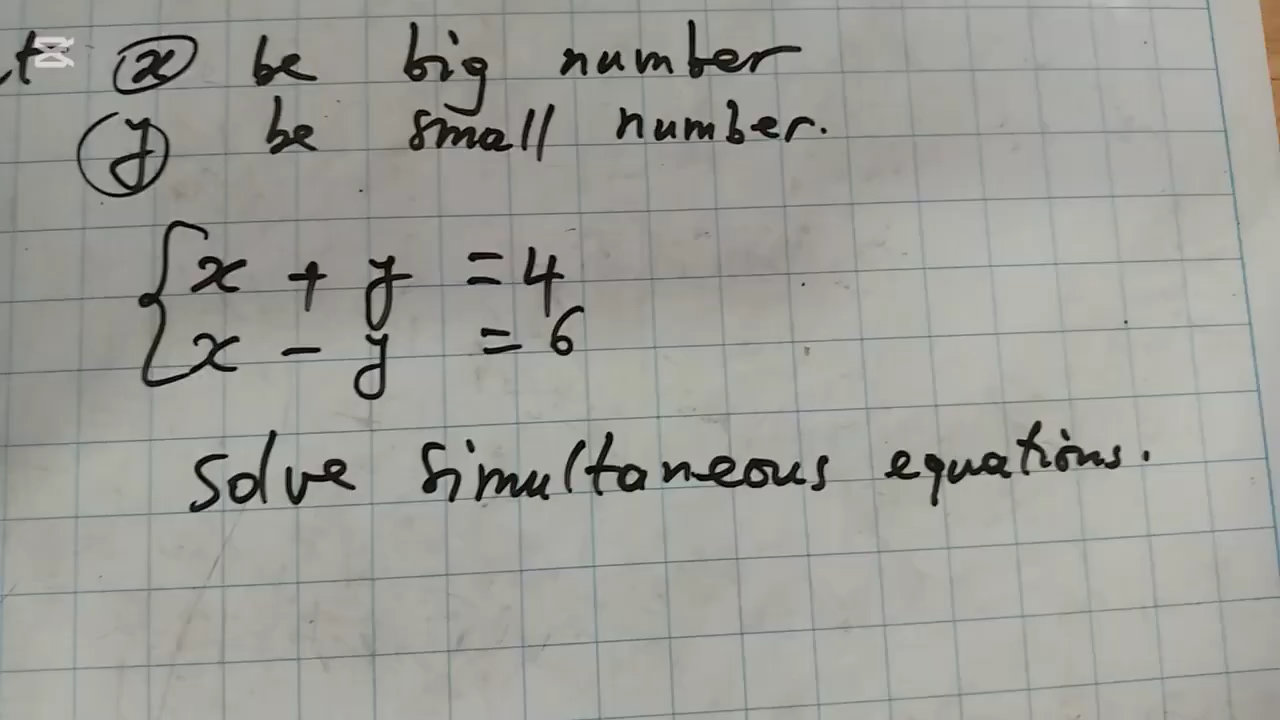 t x be big number
y be small number.
x + y = 4
x - y = 6
Solve simultaneous equations.